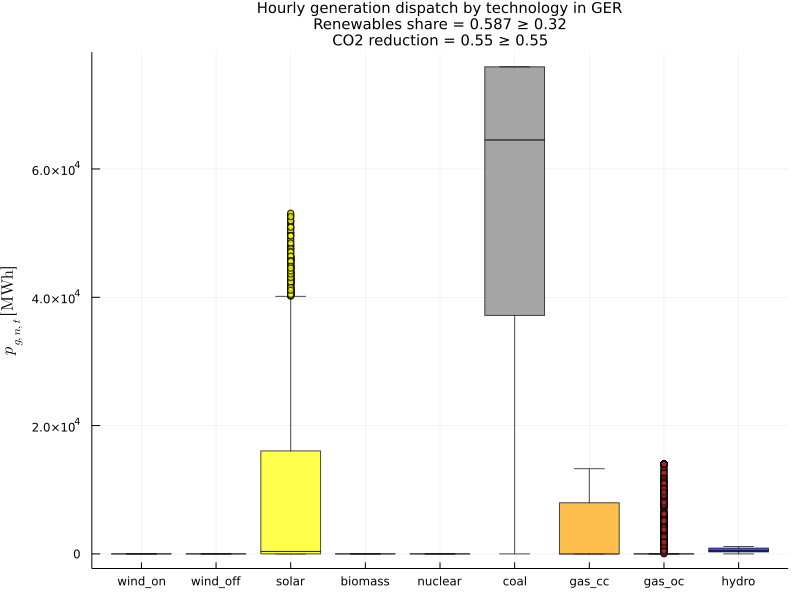 Hourly generation dispatch by technology in GER
Renewables share = 0.587 ≥ 0.32
CO2 reduction = 0.55 ≥ 0.55
p_{g,n,t} [MWh]
6.0×10⁴
4.0×10⁴
2.0×10⁴
0
wind_on wind_off solar biomass nuclear coal gas_cc gas_oc hydro